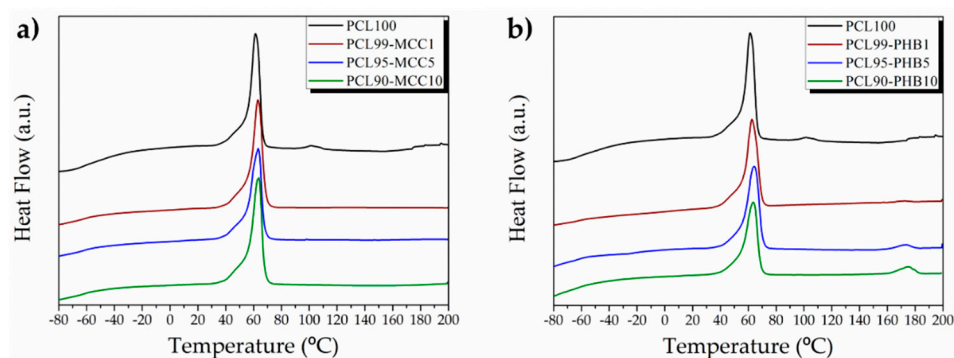 a)
PCL100
PCL99-MCC1
PCL95-MCC5
PCL90-MCC10
Heat Flow (a.u.)
-80 -60 -40 -20 0 20 40 60 80 100 120 140 160 180 200
Temperature (ºC)
b)
PCL100
PCL99-PHB1
PCL95-PHB5
PCL90-PHB10
Heat Flow (a.u.)
-80 -60 -40 -20 0 20 40 60 80 100 120 140 160 180 200
Temperature (ºC)